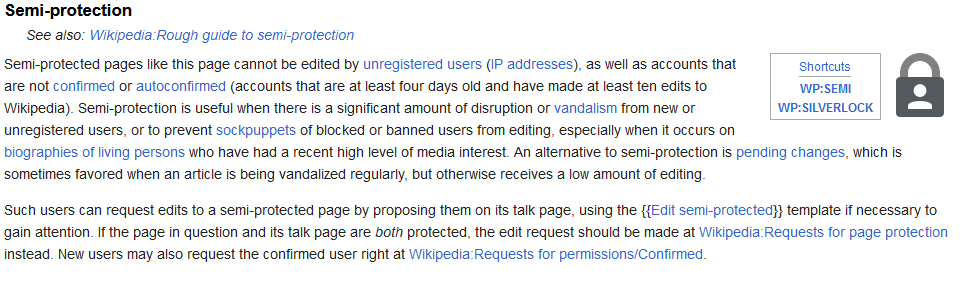 Semi-protection
See also: Wikipedia:Rough guide to semi-protection
Semi-protected pages like this page cannot be edited by unregistered users (IP addresses), as well as accounts that
are not confirmed or autoconfirmed (accounts that are at least four days old and have made at least ten edits to
Wikipedia). Semi-protection is useful when there is a significant amount of disruption or vandalism from new or
unregistered users, or to prevent sockpuppets of blocked or banned users from editing, especially when it occurs on
biographies of living persons who have had a recent high level of media interest. An alternative to semi-protection is pending changes, which is
sometimes favored when an article is being vandalized regularly, but otherwise receives a low amount of editing.
Shortcuts
WP:SEMI
WP:SILVERLOCK
Such users can request edits to a semi-protected page by proposing them on its talk page, using the {{Edit semi-protected}} template if necessary to
gain attention. If the page in question and its talk page are both protected, the edit request should be made at Wikipedia:Requests for page protection
instead. New users may also request the confirmed user right at Wikipedia:Requests for permissions/Confirmed.